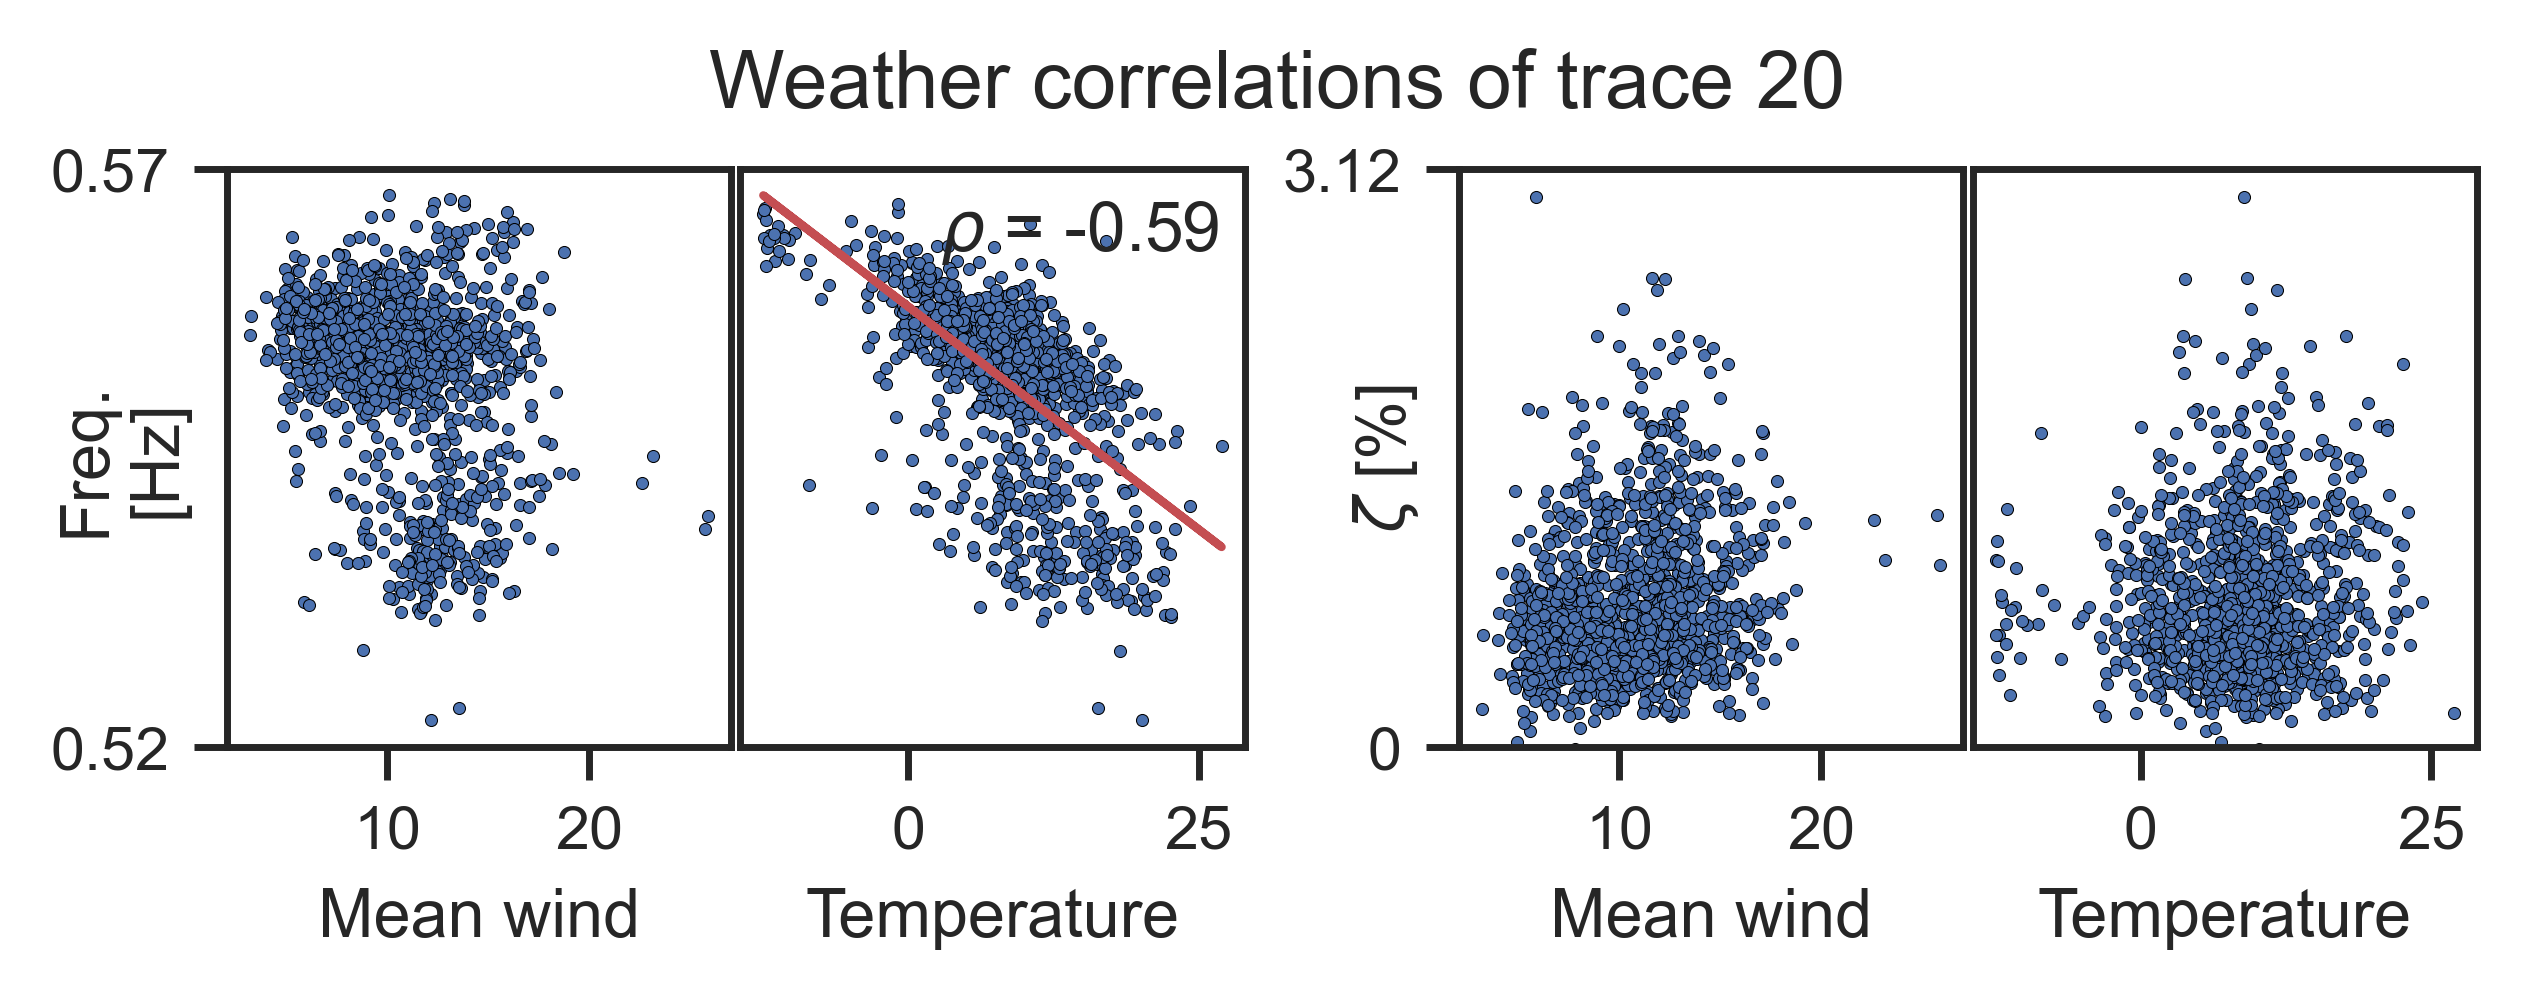 Weather correlations of trace 20
0.57
0.52
Freq.
[Hz]
10 20
Mean wind
ρ = -0.59
0 25
Temperature
3.12
0
ζ [%]
10 20
Mean wind
0 25
Temperature